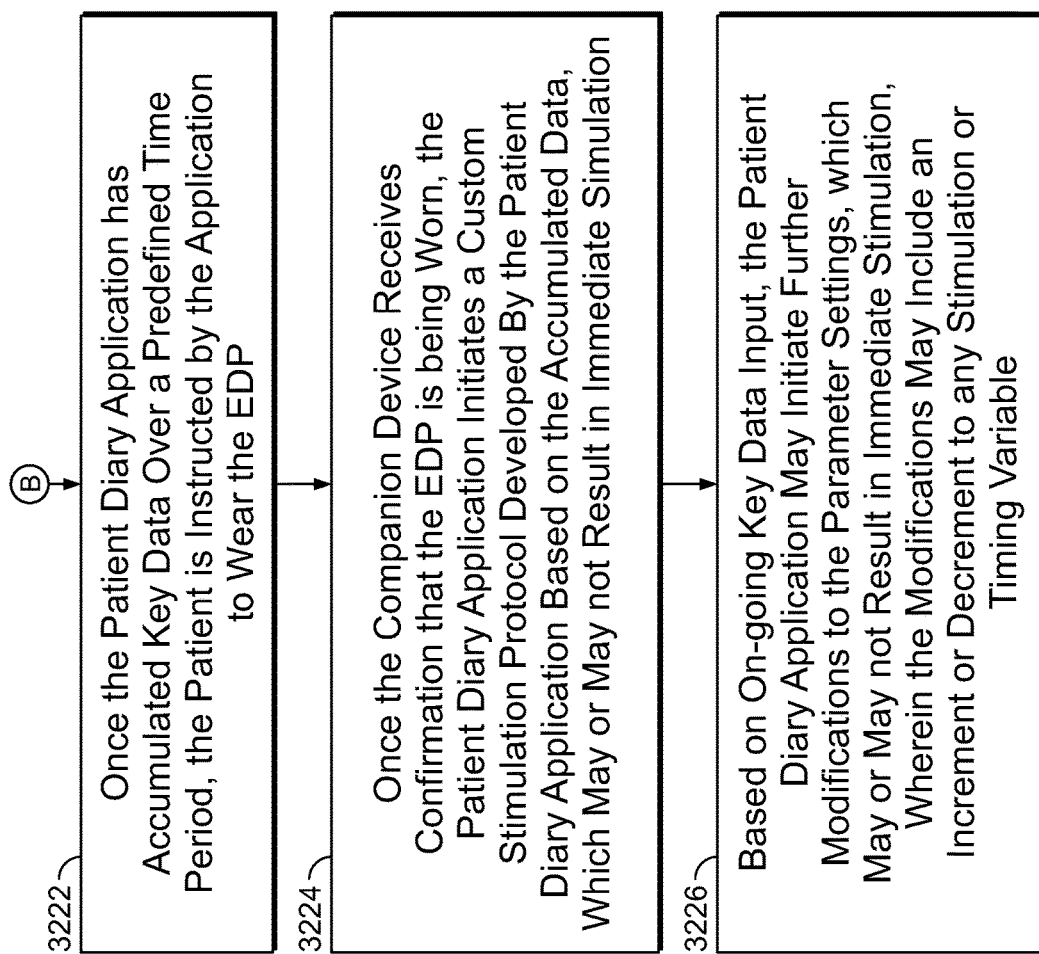 B
3222
Once the Patient Diary Application has
Accumulated Key Data Over a Predefined Time
Period, the Patient is Instructed by the Application
to Wear the EDP
3224
Once the Companion Device Receives
Confirmation that the EDP is being Worn, the
Patient Diary Application Initiates a Custom
Stimulation Protocol Developed By the Patient
Diary Application Based on the Accumulated Data,
Which May or May not Result in Immediate Simulation
3226
Based on On-going Key Data Input, the Patient
Diary Application May Initiate Further
Modifications to the Parameter Settings, which
May or May not Result in Immediate Stimulation,
Wherein the Modifications May Include an
Increment or Decrement to any Stimulation or
Timing Variable